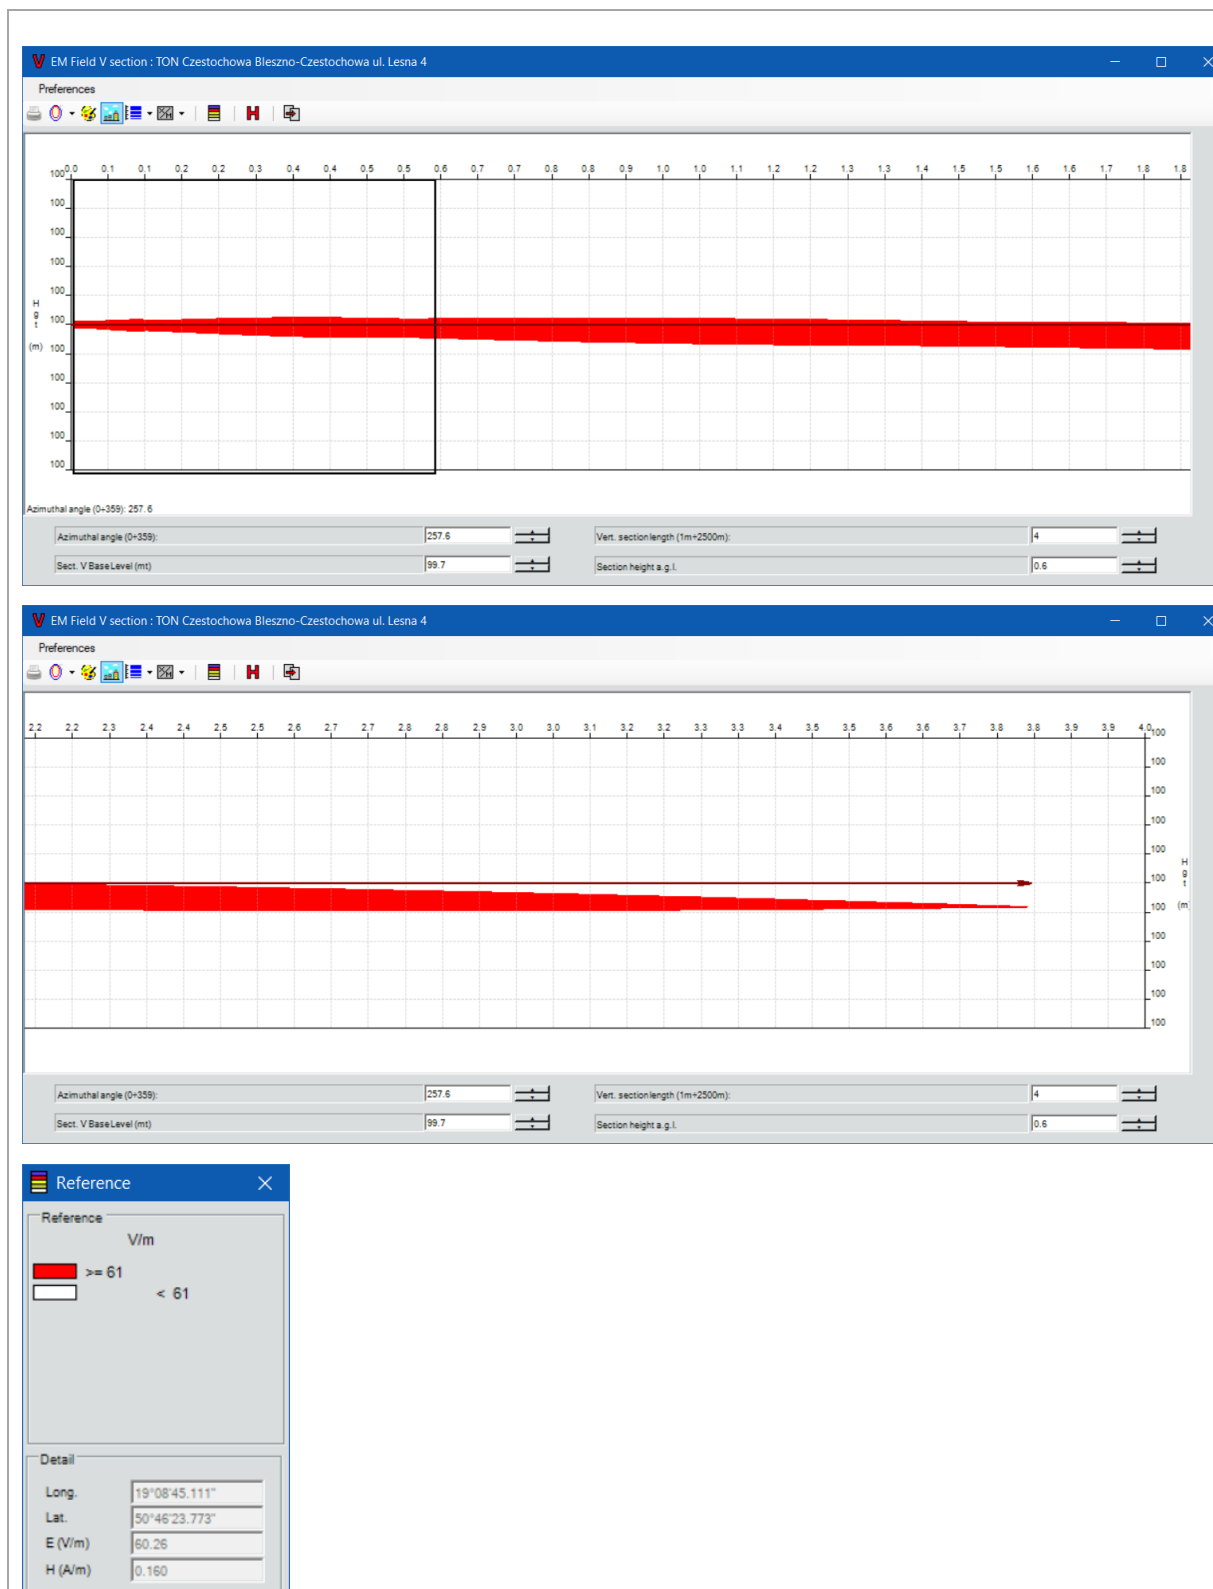 EM Field V section : TON Czestochowa Bleszno-Czestochowa ul. Lesna 4
Preferences
0.0 0.1 0.1 0.2 0.2 0.3 0.4 0.4 0.5 0.5 0.6 0.7 0.7 0.8 0.8 0.9 1.0 1.0 1.1 1.2 1.2 1.3 1.3 1.4 1.5 1.5 1.6 1.6 1.7 1.8 1.8
100
100
100
100
100
Hgt
100
(m) 100
100
100
100
100
Azimuthal angle (0÷359): 257.6
Azimuthal angle (0÷359): 257.6 Vert. section length (1m÷2500m): 4
Sect. V Base Level (mt) 99.7 Section height a.g.l. 0.6
EM Field V section : TON Czestochowa Bleszno-Czestochowa ul. Lesna 4
Preferences
2.2 2.2 2.3 2.4 2.4 2.5 2.5 2.6 2.7 2.7 2.8 2.8 2.9 3.0 3.0 3.1 3.2 3.2 3.3 3.3 3.4 3.5 3.5 3.6 3.6 3.7 3.8 3.8 3.9 3.9 4.0
100
100
100
100
100
Hgt
100
100 (m
100
100
100
100
Azimuthal angle (0÷359): 257.6 Vert. section length (1m÷2500m): 4
Sect. V Base Level (mt) 99.7 Section height a.g.l. 0.6
Reference
Reference
V/m
>= 61
< 61
Detail
Long. 19°08'45.111"
Lat. 50°46'23.773"
E (V/m) 60.26
H (A/m) 0.160